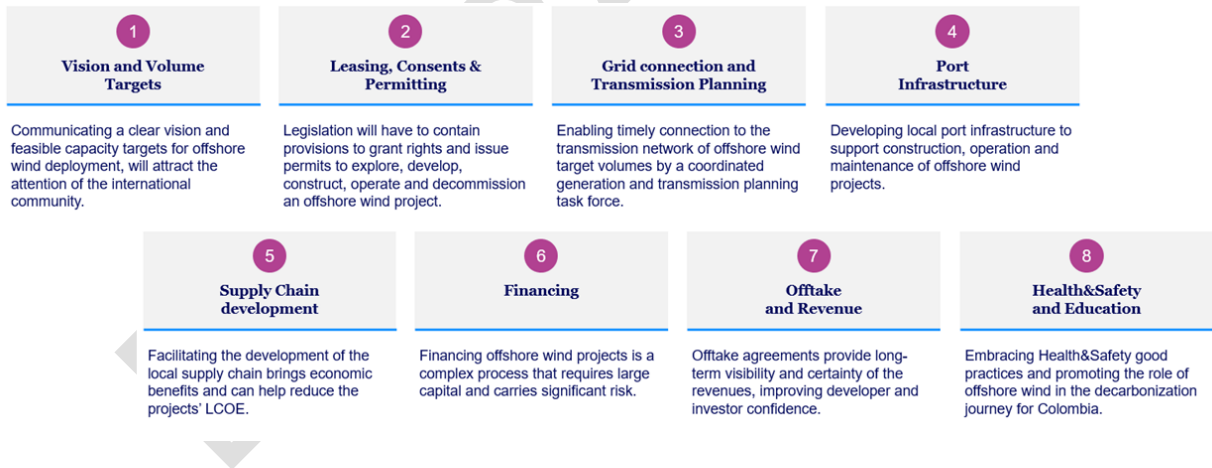 1
Vision and Volume
Targets
Communicating a clear vision and
feasible capacity targets for offshore
wind deployment, will attract the
attention of the international
community.
2
Leasing, Consents &
Permitting
Legislation will have to contain
provisions to grant rights and issue
permits to explore, develop,
construct, operate and decommission
an offshore wind project.
3
Grid connection and
Transmission Planning
Enabling timely connection to the
transmission network of offshore wind
target volumes by a coordinated
generation and transmission planning
task force.
4
Port
Infrastructure
Developing local port infrastructure to
support construction, operation and
maintenance of offshore wind
projects.
5
Supply Chain
development
Facilitating the development of the
local supply chain brings economic
benefits and can help reduce the
projects' LCOE.
6
Financing
Financing offshore wind projects is a
complex process that requires large
capital and carries significant risk.
7
Offtake
and Revenue
Offtake agreements provide long-
term visibility and certainty of the
revenues, improving developer and
investor confidence.
8
Health&Safety
and Education
Embracing Health&Safety good
practices and promoting the role of
offshore wind in the decarbonization
journey for Colombia.